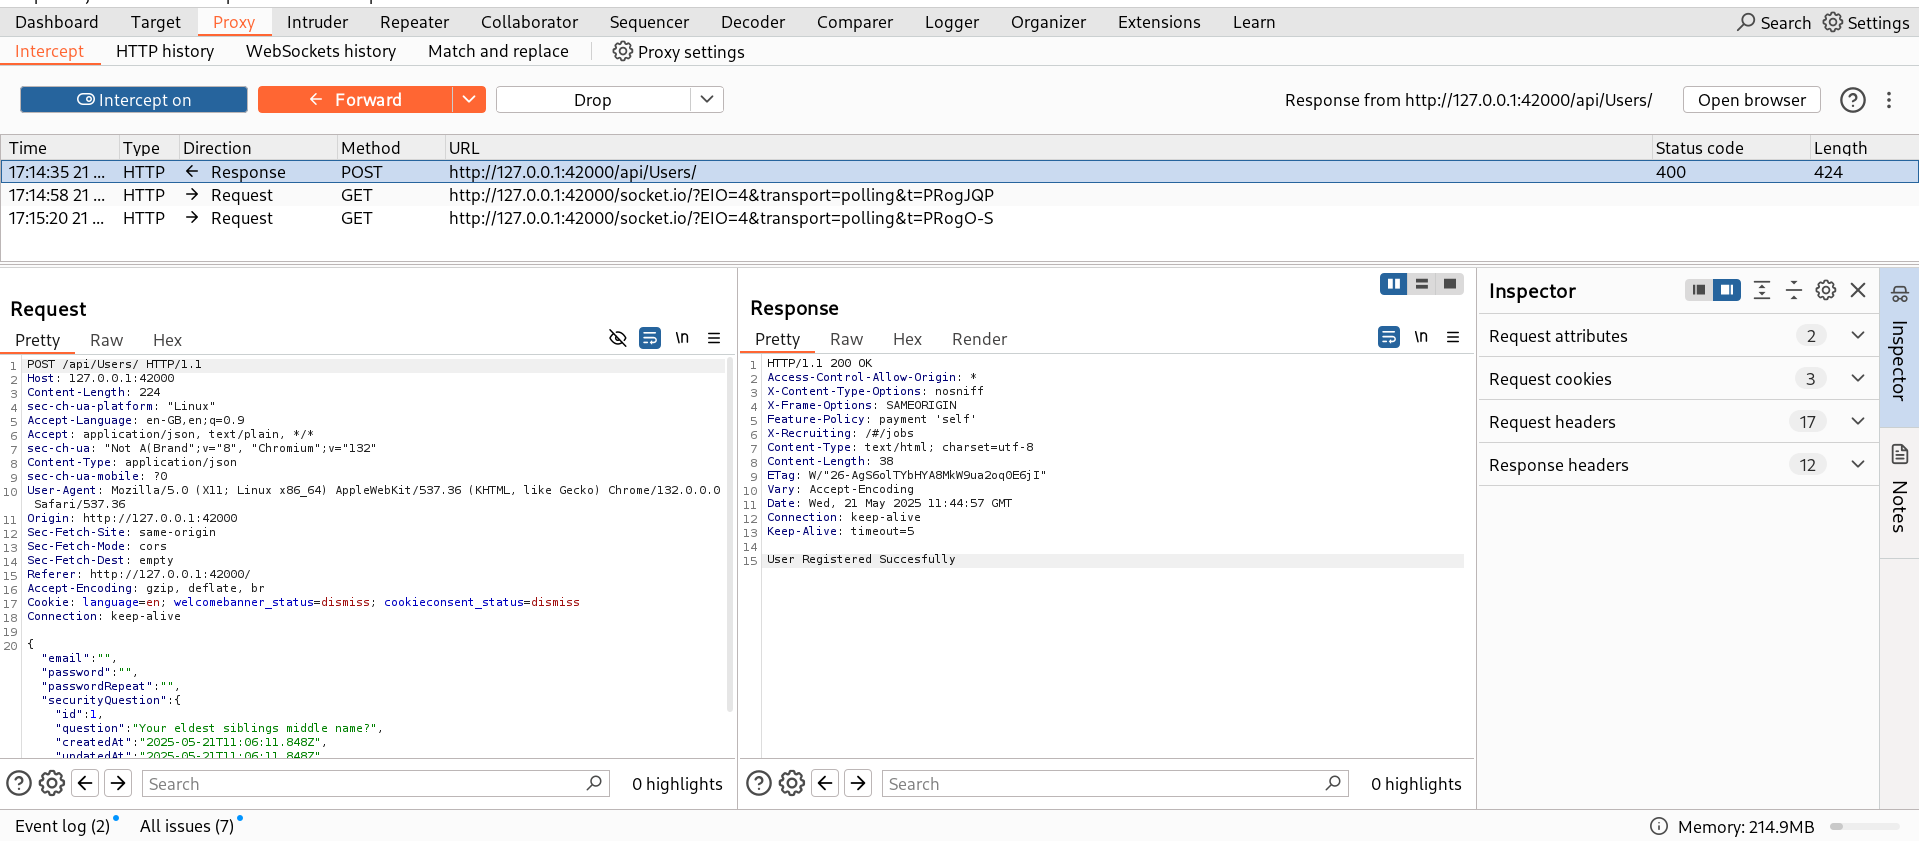 Dashboard Target Proxy Intruder Repeater Collaborator Sequencer Decoder Comparer Logger Organizer Extensions Learn Search Settings
Intercept HTTP history WebSockets history Match and replace Proxy settings
Intercept on Forward Drop Response from http://127.0.0.1:42000/api/Users/ Open browser
Time Type Direction Method URL Status code Length
17:14:35 21 ... HTTP ← Response POST http://127.0.0.1:42000/api/Users/ 400 424
17:14:58 21 ... HTTP → Request GET http://127.0.0.1:42000/socket.io/?EIO=4&transport=polling&t=PRogJQP
17:15:20 21 ... HTTP → Request GET http://127.0.0.1:42000/socket.io/?EIO=4&transport=polling&t=PRogO-S
Request
Pretty Raw Hex \n
1 POST /api/Users/ HTTP/1.1
2 Host: 127.0.0.1:42000
3 Content-Length: 224
4 sec-ch-ua-platform: "Linux"
5 Accept-Language: en-GB,en;q=0.9
6 Accept: application/json, text/plain, */*
7 sec-ch-ua: "Not A(Brand";v="8", "Chromium";v="132"
8 Content-Type: application/json
9 sec-ch-ua-mobile: ?0
10 User-Agent: Mozilla/5.0 (X11; Linux x86_64) AppleWebKit/537.36 (KHTML, like Gecko) Chrome/132.0.0.0
Safari/537.36
11 Origin: http://127.0.0.1:42000
12 Sec-Fetch-Site: same-origin
13 Sec-Fetch-Mode: cors
14 Sec-Fetch-Dest: empty
15 Referer: http://127.0.0.1:42000/
16 Accept-Encoding: gzip, deflate, br
17 Cookie: language=en; welcomebanner_status=dismiss; cookieconsent_status=dismiss
18 Connection: keep-alive
19
20 {
"email":"",
"password":"",
"passwordRepeat":"",
"securityQuestion":{
"id":1,
"question":"Your eldest siblings middle name?",
"createdAt":"2025-05-21T11:06:11.848Z",
"updatedAt":"2025-05-21T11:06:11.848Z"
Search 0 highlights
Response
Pretty Raw Hex Render \n
1 HTTP/1.1 200 OK
2 Access-Control-Allow-Origin: *
3 X-Content-Type-Options: nosniff
4 X-Frame-Options: SAMEORIGIN
5 Feature-Policy: payment 'self'
6 X-Recruiting: /#/jobs
7 Content-Type: text/html; charset=utf-8
8 Content-Length: 38
9 ETag: W/"26-AgS6olTYbHYA8MkW9ua2oq0E6jI"
10 Vary: Accept-Encoding
11 Date: Wed, 21 May 2025 11:44:57 GMT
12 Connection: keep-alive
13 Keep-Alive: timeout=5
14
15 User Registered Succesfully
Search 0 highlights
Inspector
Request attributes 2
Request cookies 3
Request headers 17
Response headers 12
Inspector
Notes
Event log (2) All issues (7) Memory: 214.9MB